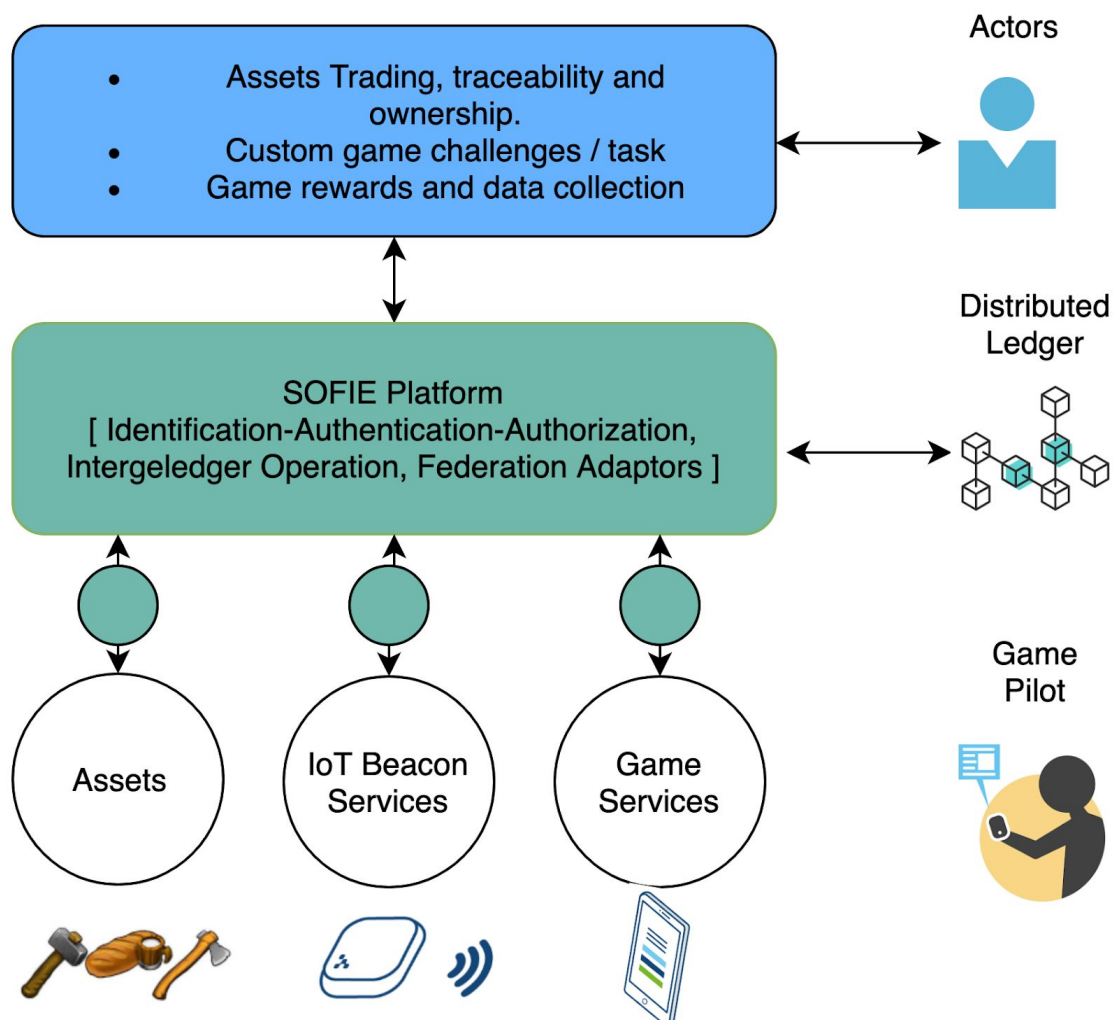 Actors
• Assets Trading, traceability and
ownership.
• Custom game challenges / task
• Game rewards and data collection
Distributed
Ledger
SOFIE Platform
[ Identification-Authentication-Authorization,
Intergeledger Operation, Federation Adaptors ]
Game
Pilot
Assets
IoT Beacon
Services
Game
Services